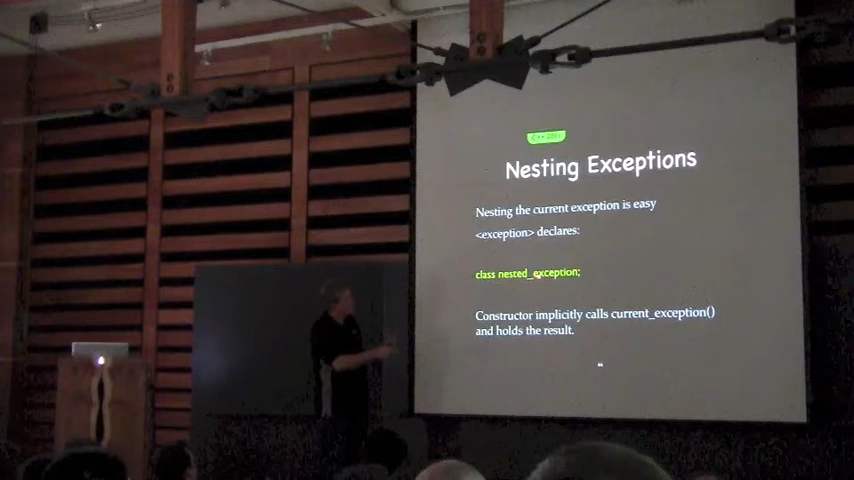 C++ 2011
Nesting Exceptions
Nesting the current exception is easy
<exception> declares:
class nested_exception;
Constructor implicitly calls current_exception()
and holds the result.